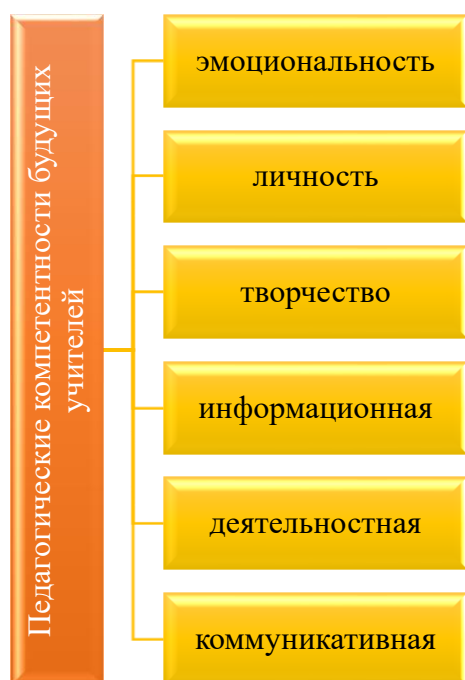 Педагогические компетентности будущих
учителей
эмоциональность
личность
творчество
информационная
деятельностная
коммуникативная